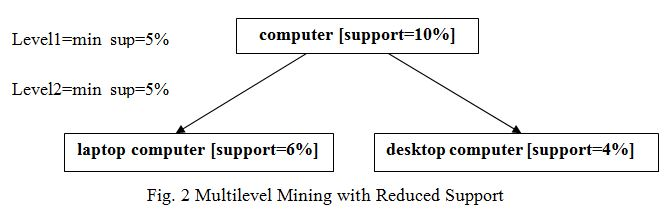 computer [support=10%]
Level1=min sup=5%
Level2=min sup=5%
laptop computer [support=6%]
desktop computer [support=4%]
Fig. 2 Multilevel Mining with Reduced Support